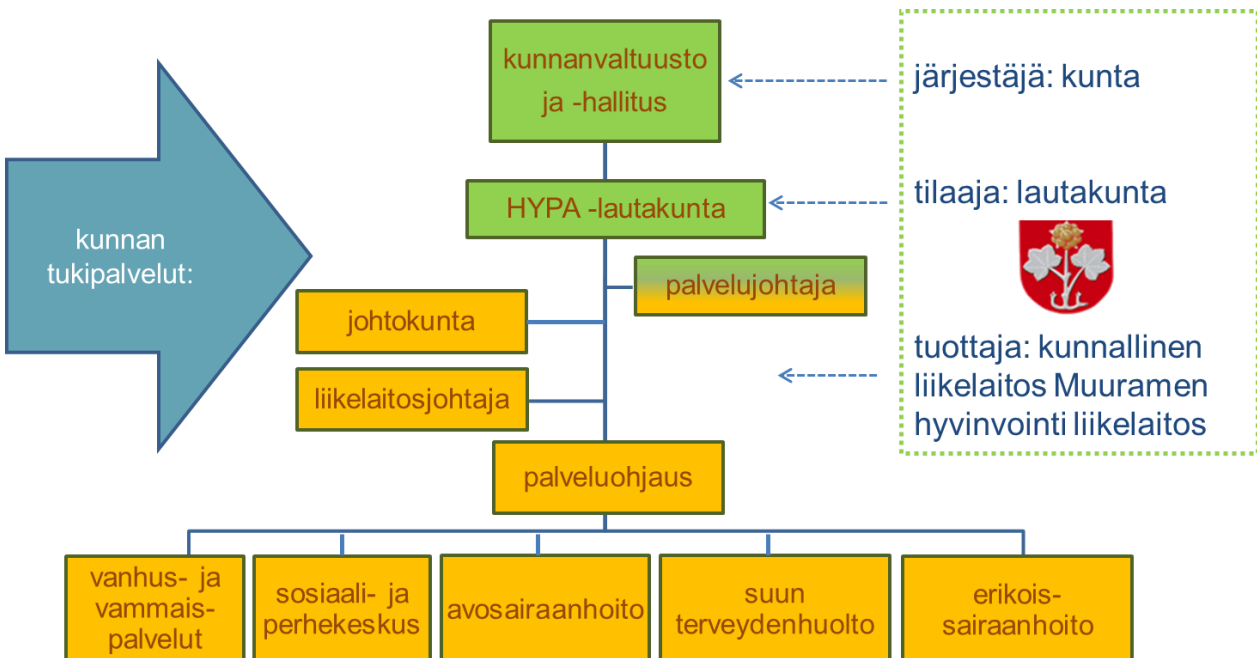 kunnanvaltuusto
ja -hallitus
järjestäjä: kunta
HYPA -lautakunta
tilaaja: lautakunta
kunnan
tukipalvelut:
palvelujohtaja
johtokunta
liikelaitosjohtaja
tuottaja: kunnallinen
liikelaitos Muuramen
hyvinvointi liikelaitos
palveluohjaus
vanhus- ja
vammais-
palvelut
sosiaali- ja
perhekeskus
avosairaanhoito
suun
terveydenhuolto
erikois-
sairaanhoito